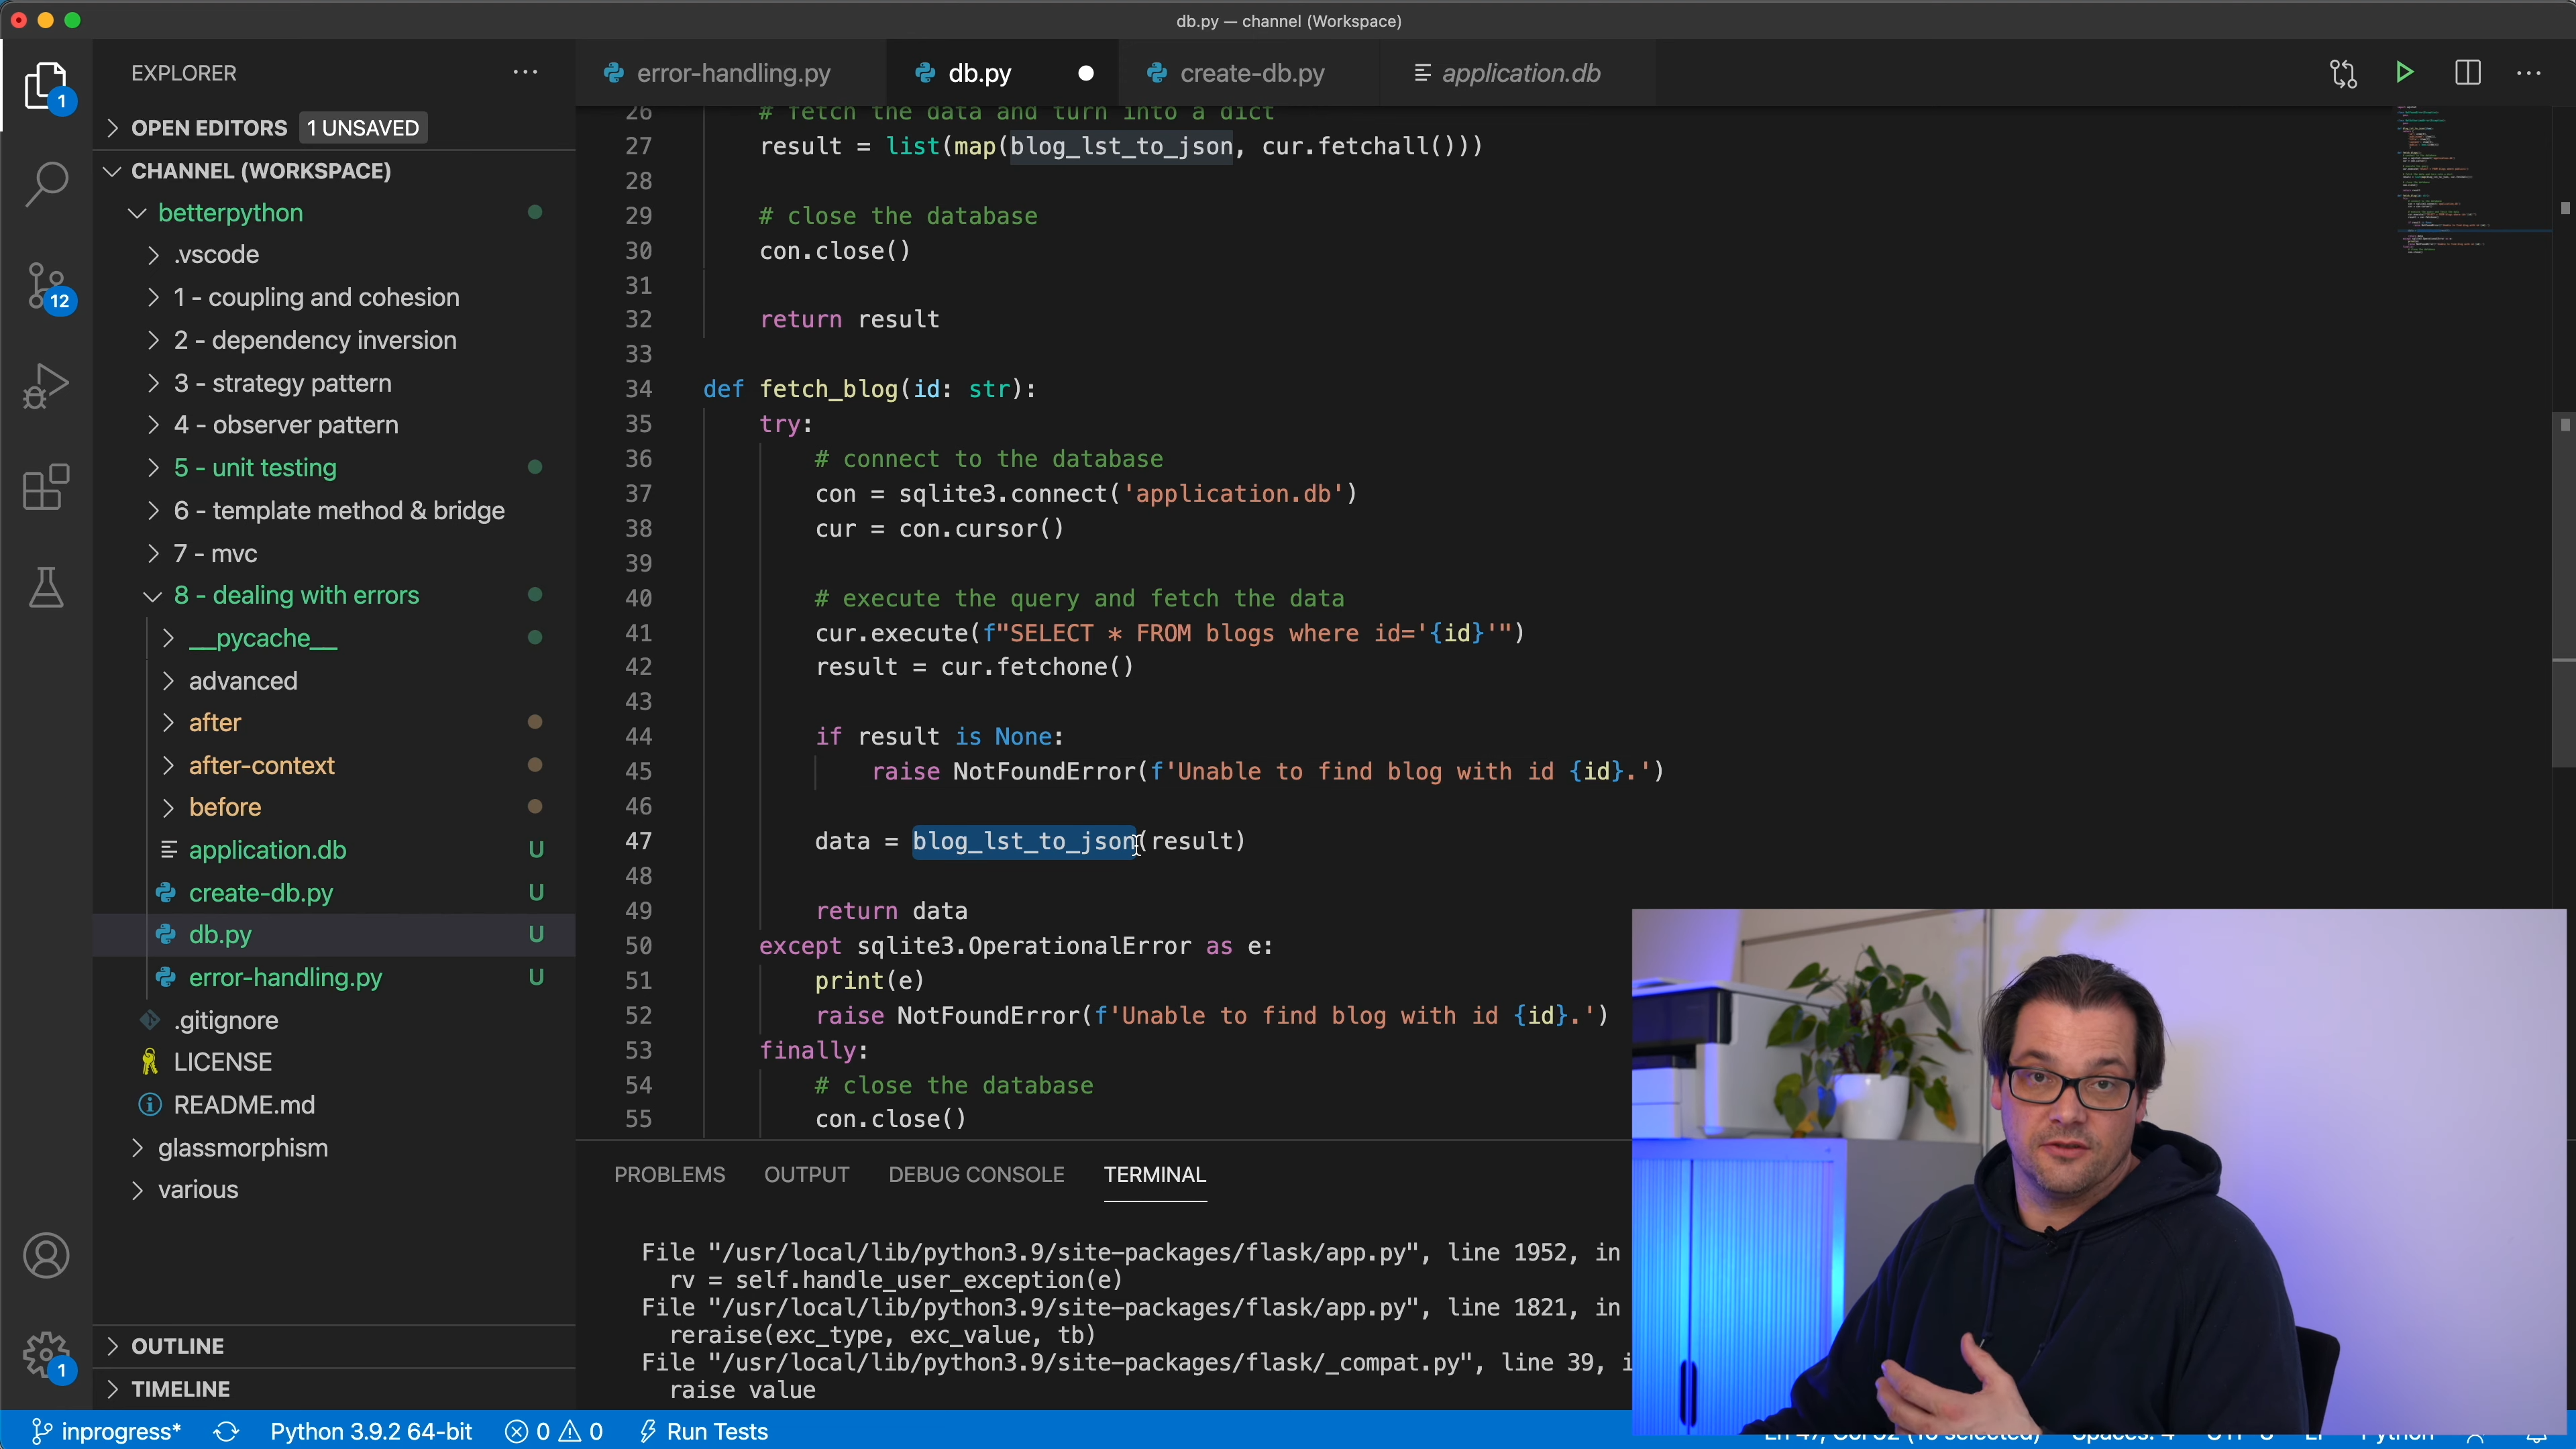 db.py — channel (Workspace)
EXPLORER
OPEN EDITORS 1 UNSAVED
CHANNEL (WORKSPACE)
betterpython
.vscode
1 - coupling and cohesion
2 - dependency inversion
3 - strategy pattern
4 - observer pattern
5 - unit testing
6 - template method & bridge
7 - mvc
8 - dealing with errors
__pycache__
advanced
after
after-context
before
application.db U
create-db.py U
db.py U
error-handling.py U
.gitignore
LICENSE
README.md
glassmorphism
various
OUTLINE
TIMELINE
1
12
1
error-handling.py db.py create-db.py application.db
26 # fetch the data and turn into a dict
27 result = list(map(blog_lst_to_json, cur.fetchall()))
28
29 # close the database
30 con.close()
31
32 return result
33
34 def fetch_blog(id: str):
35 try:
36 # connect to the database
37 con = sqlite3.connect('application.db')
38 cur = con.cursor()
39
40 # execute the query and fetch the data
41 cur.execute(f"SELECT * FROM blogs where id='{id}'")
42 result = cur.fetchone()
43
44 if result is None:
45 raise NotFoundError(f'Unable to find blog with id {id}.')
46
47 data = blog_lst_to_json(result)
48
49 return data
50 except sqlite3.OperationalError as e:
51 print(e)
52 raise NotFoundError(f'Unable to find blog with id {id}.')
53 finally:
54 # close the database
55 con.close()
PROBLEMS OUTPUT DEBUG CONSOLE TERMINAL
File "/usr/local/lib/python3.9/site-packages/flask/app.py", line 1952, in
rv = self.handle_user_exception(e)
File "/usr/local/lib/python3.9/site-packages/flask/app.py", line 1821, in
reraise(exc_type, exc_value, tb)
File "/usr/local/lib/python3.9/site-packages/flask/_compat.py", line 39, i
raise value
inprogress* Python 3.9.2 64-bit 0 0 Run Tests